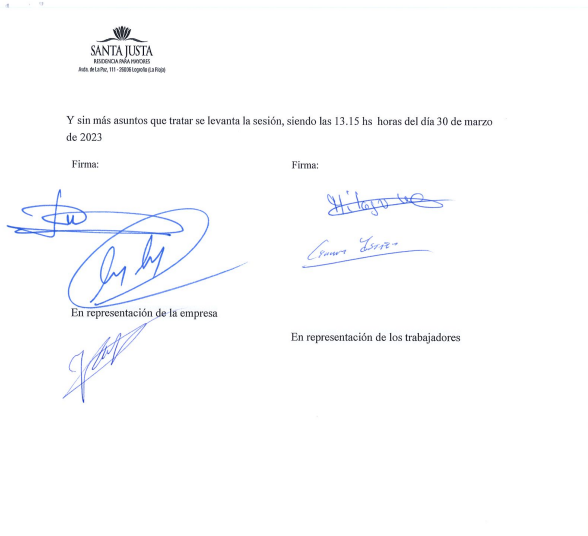 SANTA JUSTA
RESIDENCIA PARA MAYORES
Avda. de La Paz, 111 - 26006 Logroño (La Rioja)
Y sin más asuntos que tratar se levanta la sesión, siendo las 13.15 hs horas del día 30 de marzo
de 2023
Firma:
Firma:
En representación de la empresa
En representación de los trabajadores